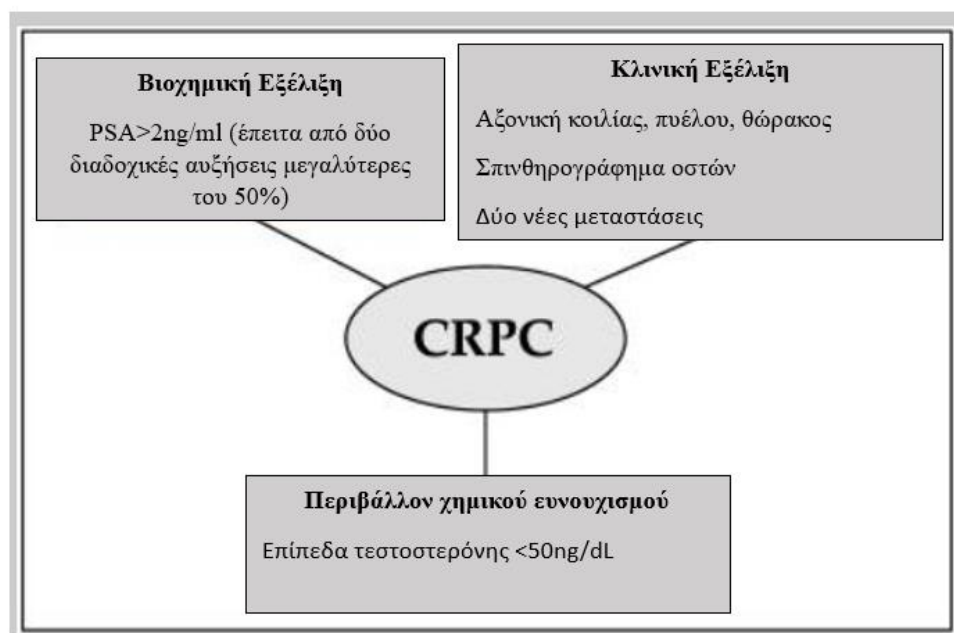 Βιοχημική Εξέλιξη
PSA>2ng/ml (έπειτα από δύο
διαδοχικές αυξήσεις μεγαλύτερες
του 50%)
Κλινική Εξέλιξη
Αξονική κοιλίας, πυέλου, θώρακος
Σπινθηρογράφημα οστών
Δύο νέες μεταστάσεις
CRPC
Περιβάλλον χημικού ευνουχισμού
Επίπεδα τεστοστερόνης <50ng/dL